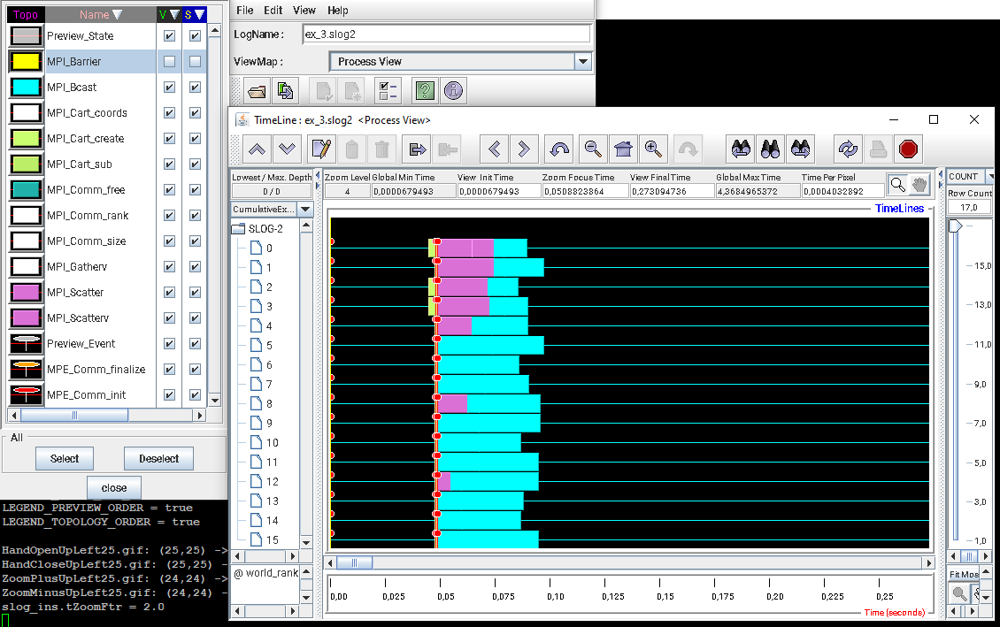 Topo Name V S
Preview_State
MPI_Barrier
MPI_Bcast
MPI_Cart_coords
MPI_Cart_create
MPI_Cart_sub
MPI_Comm_free
MPI_Comm_rank
MPI_Comm_size
MPI_Gatherv
MPI_Scatter
MPI_Scatterv
Preview_Event
MPE_Comm_finalize
MPE_Comm_init
All
Select Deselect
close
LEGEND_PREVIEW_ORDER = true
LEGEND_TOPOLOGY_ORDER = true
HandOpenUpLeft25.gif: (25,25) ->
HandCloseUpLeft25.gif: (25,25) -
ZoomPlusUpLeft25.gif: (24,24) ->
ZoomMinusUpLeft25.gif: (24,24) -
slog_ins.tZoomFtr = 2.0
File Edit View Help
LogName : ex_3.slog2
ViewMap : Process View
TimeLine : ex_3.slog2 <Process View>
Lowest / Max. Depth Zoom Level Global Min Time View Init Time Zoom Focus Time View Final Time Global Max Time Time Per Pixel
0 / 0 4 0,0000679493 0,0000679493 0,0508823864 0,273094736 4,3684965372 0,0004032892
COUNT
Row Count
17,0
CumulativeEx...
TimeLines
SLOG-2
0
1
2
3
4
5
6
7
8
9
10
11
12
13
14
15
15,0
13,0
11,0
9,0
7,0
5,0
3,0
1,0
@ world_rank
Fit Mos
0,00 0,025 0,05 0,075 0,10 0,125 0,15 0,175 0,20 0,225 0,25
Time (seconds)